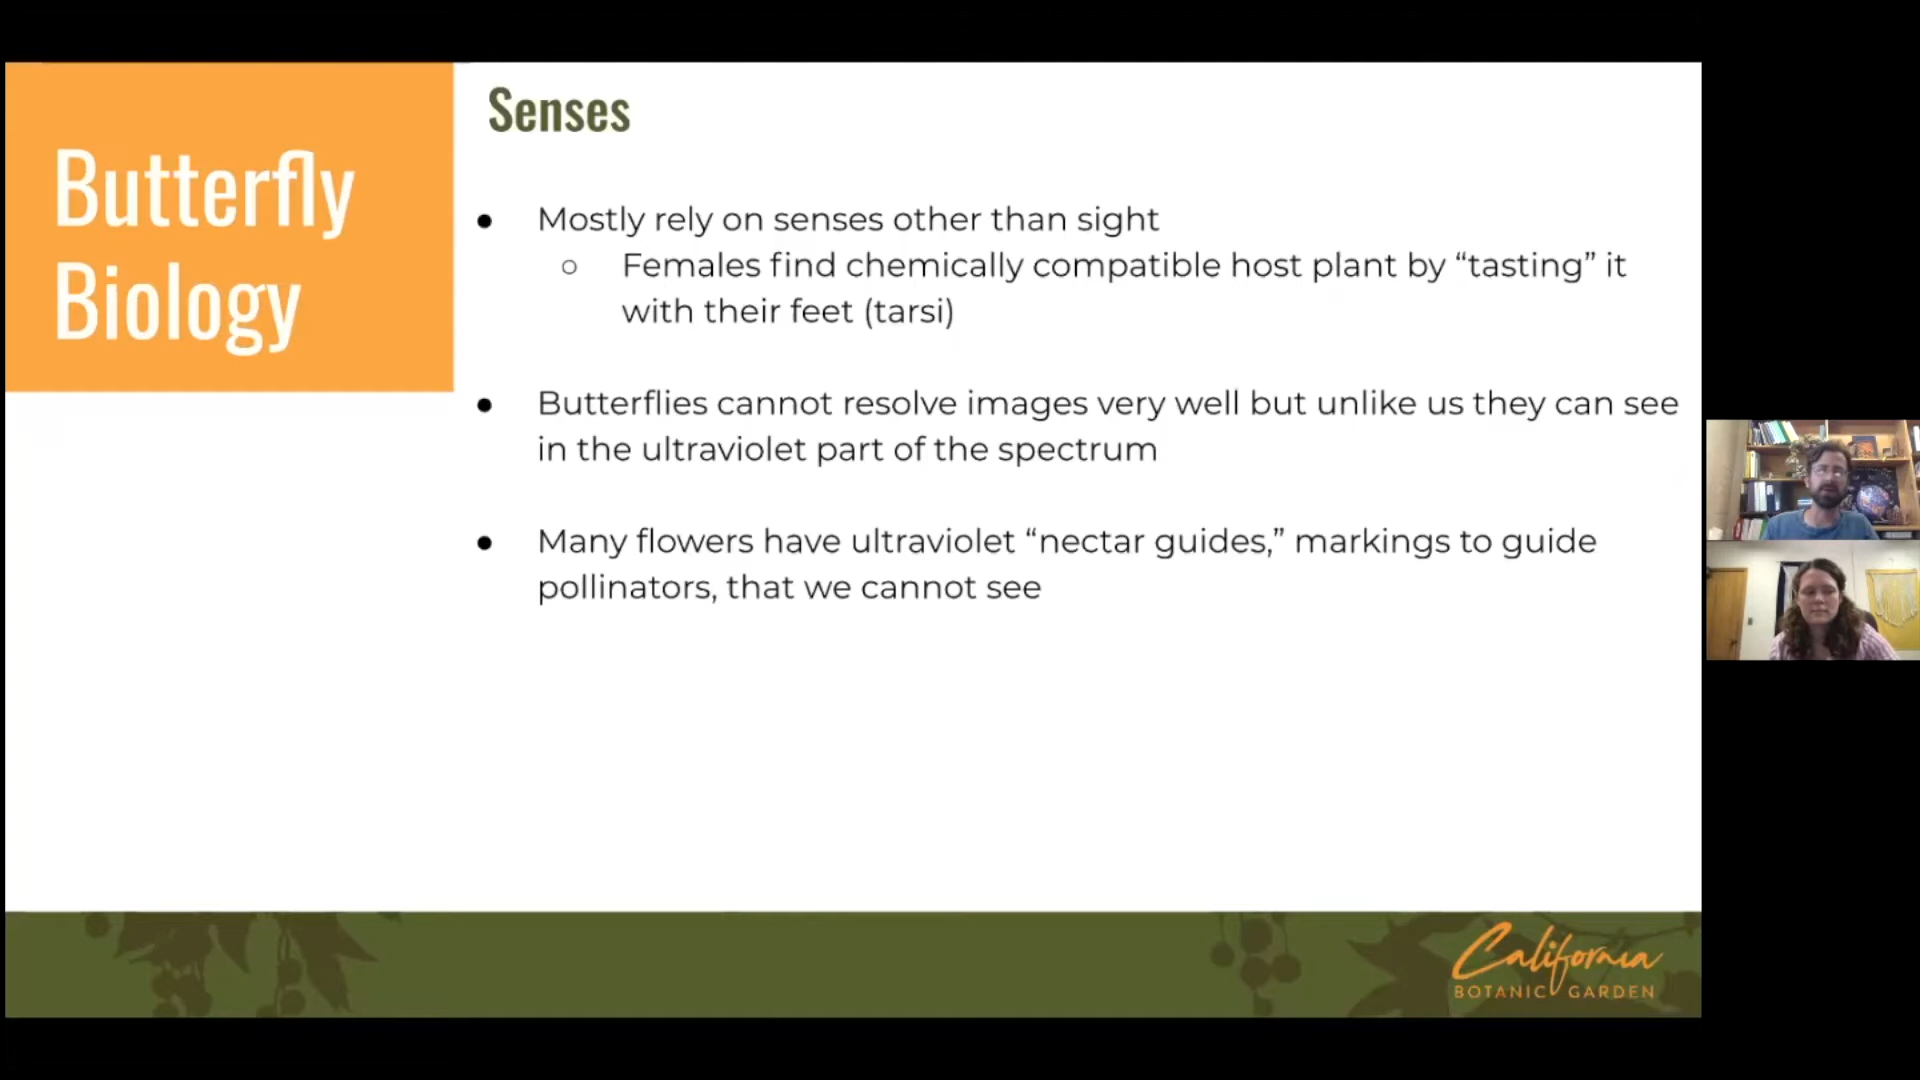 Butterfly
Biology
Senses
● Mostly rely on senses other than sight
○ Females find chemically compatible host plant by “tasting” it
with their feet (tarsi)
● Butterflies cannot resolve images very well but unlike us they can see
in the ultraviolet part of the spectrum
● Many flowers have ultraviolet “nectar guides,” markings to guide
pollinators, that we cannot see
California
BOTANIC GARDEN